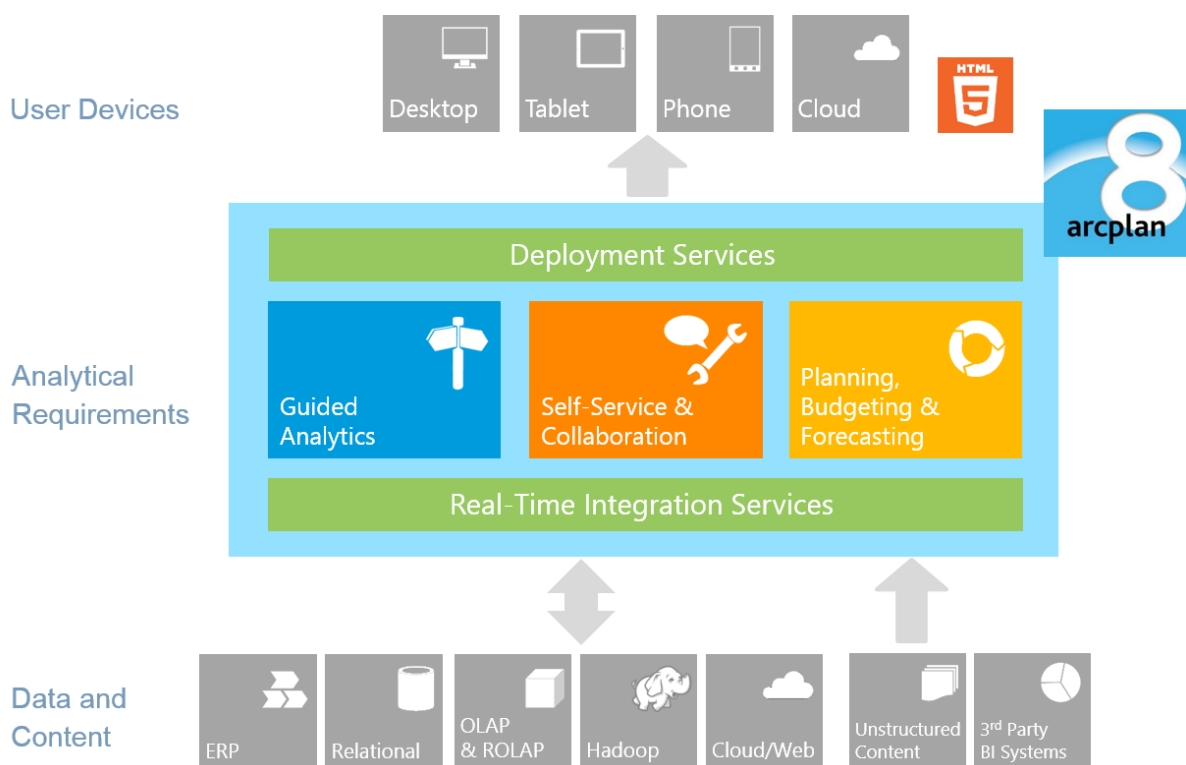 Desktop
Tablet
Phone
Cloud
HTML
5
User Devices
8
arcplan
Deployment Services
Analytical
Requirements
Guided
Analytics
Self-Service &
Collaboration
Planning,
Budgeting &
Forecasting
Real-Time Integration Services
Data and
Content
ERP
Relational
OLAP
& ROLAP
Hadoop
Cloud/Web
Unstructured
Content
3rd Party
BI Systems